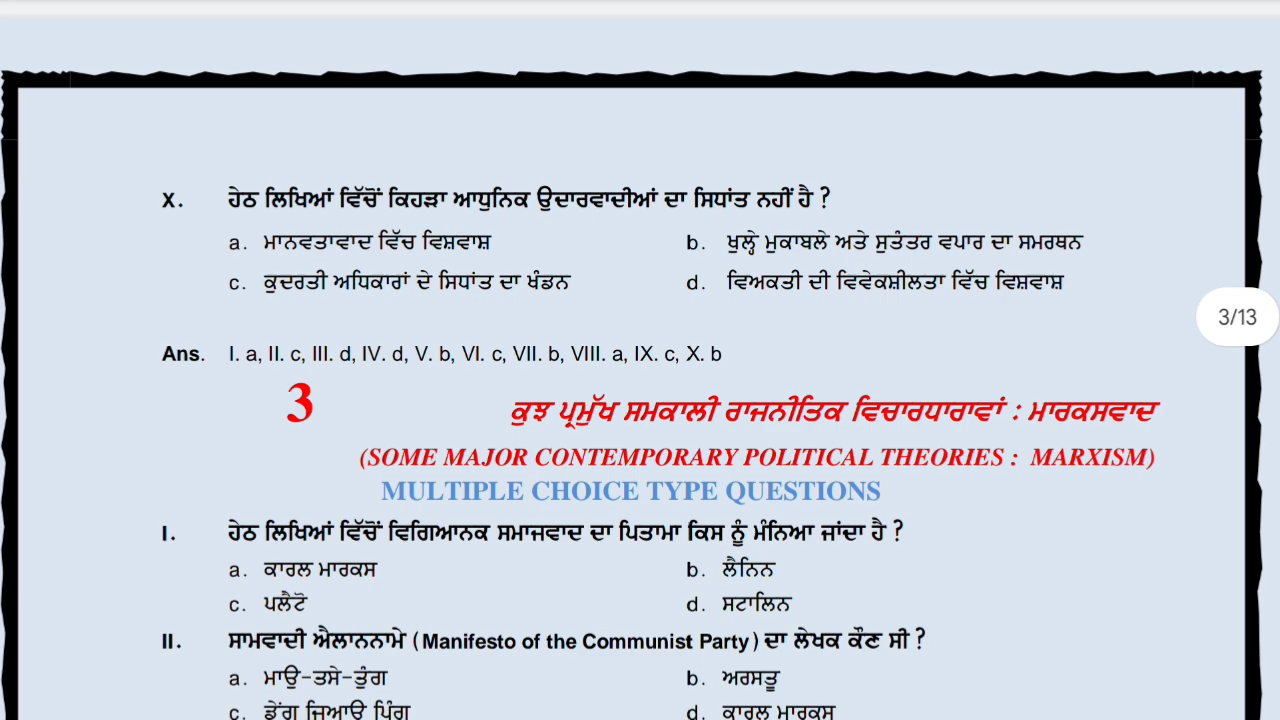 3/13
X. ਹੇਠ ਲਿਖਿਆਂ ਵਿੱਚੋਂ ਕਿਹੜਾ ਆਧੁਨਿਕ ਉਦਾਰਵਾਦੀਆਂ ਦਾ ਸਿਧਾਂਤ ਨਹੀਂ ਹੈ ?
a. ਮਾਨਵਤਾਵਾਦ ਵਿੱਚ ਵਿਸ਼ਵਾਸ਼ b. ਖੁਲ੍ਹੇ ਮੁਕਾਬਲੇ ਅਤੇ ਸੁਤੰਤਰ ਵਪਾਰ ਦਾ ਸਮਰਥਨ
c. ਕੁਦਰਤੀ ਅਧਿਕਾਰਾਂ ਦੇ ਸਿਧਾਂਤ ਦਾ ਖੰਡਨ d. ਵਿਅਕਤੀ ਦੀ ਵਿਵੇਕਸ਼ੀਲਤਾ ਵਿੱਚ ਵਿਸ਼ਵਾਸ਼
Ans. I. a, II. c, III. d, IV. d, V. b, VI. c, VII. b, VIII. a, IX. c, X. b
3 ਕੁਝ ਪ੍ਰਮੁੱਖ ਸਮਕਾਲੀ ਰਾਜਨੀਤਿਕ ਵਿਚਾਰਧਾਰਾਵਾਂ : ਮਾਰਕਸਵਾਦ
(SOME MAJOR CONTEMPORARY POLITICAL THEORIES : MARXISM)
MULTIPLE CHOICE TYPE QUESTIONS
I. ਹੇਠ ਲਿਖਿਆਂ ਵਿੱਚੋਂ ਵਿਗਿਆਨਕ ਸਮਾਜਵਾਦ ਦਾ ਪਿਤਾਮਾ ਕਿਸ ਨੂੰ ਮੰਨਿਆ ਜਾਂਦਾ ਹੈ ?
a. ਕਾਰਲ ਮਾਰਕਸ b. ਲੈਨਿਨ
c. ਪਲੈਟੋ d. ਸਟਾਲਿਨ
II. ਸਾਮਵਾਦੀ ਐਲਾਨਨਾਮੇ (Manifesto of the Communist Party) ਦਾ ਲੇਖਕ ਕੌਣ ਸੀ ?
a. ਮਾਉ-ਤਸੇ-ਤੁੰਗ b. ਅਰਸਤੂ
c. ਡੇਂਗ ਜਿਆਓ ਪਿੰਗ d. ਕਾਰਲ ਮਾਰਕਸ